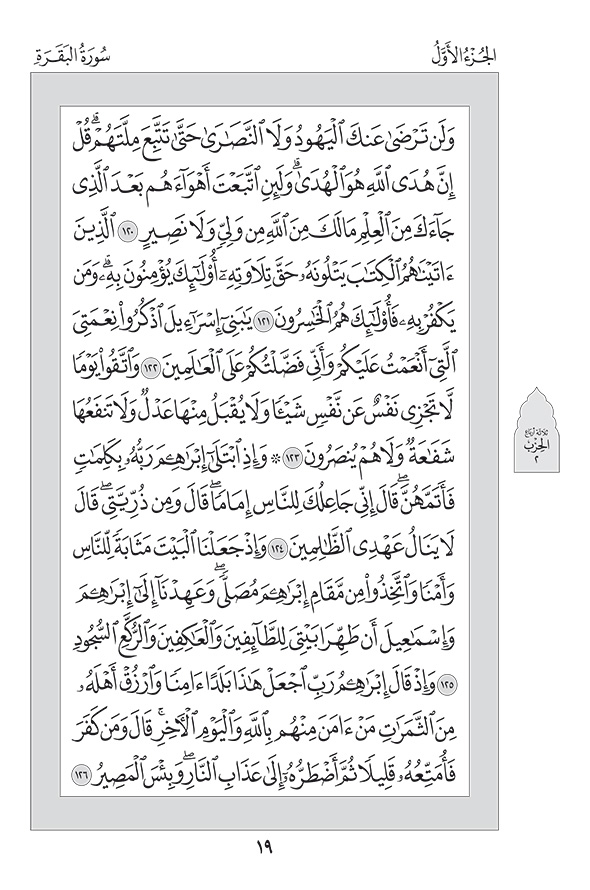 الجُزْءُ الأَوَّلُ
سُورَةُ البَقَرَةِ
وَلَن تَرْضَىٰ عَنكَ ٱلْيَهُودُ وَلَا ٱلنَّصَٰرَىٰ حَتَّىٰ تَتَّبِعَ مِلَّتَهُمْۗ قُلْ
إِنَّ هُدَى ٱللَّهِ هُوَ ٱلْهُدَىٰۗ وَلَئِنِ ٱتَّبَعْتَ أَهْوَآءَهُم بَعْدَ ٱلَّذِى
جَآءَكَ مِنَ ٱلْعِلْمِ مَا لَكَ مِنَ ٱللَّهِ مِن وَلِىٍّ وَلَا نَصِيرٍ ١٢٠ ٱلَّذِينَ
ءَاتَيْنَٰهُمُ ٱلْكِتَٰبَ يَتْلُونَهُۥ حَقَّ تِلَاوَتِهِۦٓ أُو۟لَٰٓئِكَ يُؤْمِنُونَ بِهِۦۗ وَمَن
يَكْفُرْ بِهِۦ فَأُو۟لَٰٓئِكَ هُمُ ٱلْخَٰسِرُونَ ١٢١ يَٰبَنِىٓ إِسْرَٰٓءِيلَ ٱذْكُرُوا۟ نِعْمَتِىَ
ٱلَّتِىٓ أَنْعَمْتُ عَلَيْكُمْ وَأَنِّى فَضَّلْتُكُمْ عَلَى ٱلْعَٰلَمِينَ ١٢٢ وَٱتَّقُوا۟ يَوْمًا
لَّا تَجْزِى نَفْسٌ عَن نَّفْسٍ شَيْـًٔا وَلَا يُقْبَلُ مِنْهَا عَدْلٌ وَلَا تَنفَعُهَا
شَفَٰعَةٌ وَلَا هُمْ يُنصَرُونَ ١٢٣ ۞ وَإِذِ ٱبْتَلَىٰٓ إِبْرَٰهِـۧمَ رَبُّهُۥ بِكَلِمَٰتٍ
فَأَتَمَّهُنَّۖ قَالَ إِنِّى جَاعِلُكَ لِلنَّاسِ إِمَامًاۖ قَالَ وَمِن ذُرِّيَّتِىۖ قَالَ
لَا يَنَالُ عَهْدِى ٱلظَّٰلِمِينَ ١٢٤ وَإِذْ جَعَلْنَا ٱلْبَيْتَ مَثَابَةً لِّلنَّاسِ
وَأَمْنًا وَٱتَّخِذُوا۟ مِن مَّقَامِ إِبْرَٰهِـۧمَ مُصَلًّىۖ وَعَهِدْنَآ إِلَىٰٓ إِبْرَٰهِـۧمَ
وَإِسْمَٰعِيلَ أَن طَهِّرَا بَيْتِىَ لِلطَّآئِفِينَ وَٱلْعَٰكِفِينَ وَٱلرُّكَّعِ ٱلسُّجُودِ
١٢٥ وَإِذْ قَالَ إِبْرَٰهِـۧمُ رَبِّ ٱجْعَلْ هَٰذَا بَلَدًا ءَامِنًا وَٱرْزُقْ أَهْلَهُۥ
مِنَ ٱلثَّمَرَٰتِ مَنْ ءَامَنَ مِنْهُم بِٱللَّهِ وَٱلْيَوْمِ ٱلْءَاخِرِۚ قَالَ وَمَن كَفَرَ
فَأُمَتِّعُهُۥ قَلِيلًا ثُمَّ أَضْطَرُّهُۥٓ إِلَىٰ عَذَابِ ٱلنَّارِۖ وَبِئْسَ ٱلْمَصِيرُ ١٢٦
ثلاثة أرباع
الحزب
٢
١٩